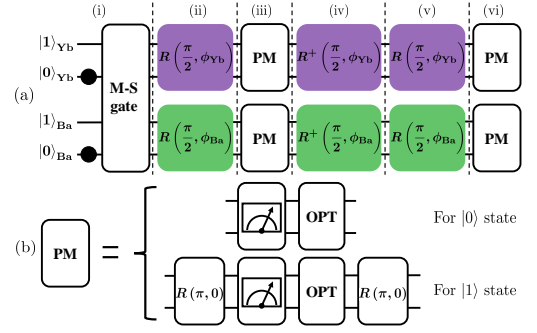 (i) (ii) (iii) (iv) (v) (vi)
(a)
|1⟩Yb
|0⟩Yb
|1⟩Ba
|0⟩Ba
M-S
gate
R(π/2, ϕYb) PM R⁺(π/2, ϕYb) R(π/2, ϕYb) PM
R(π/2, ϕBa) PM R⁺(π/2, ϕBa) R(π/2, ϕBa) PM
(b) PM =
OPT For |0⟩ state
R(π, 0) OPT R(π, 0) For |1⟩ state